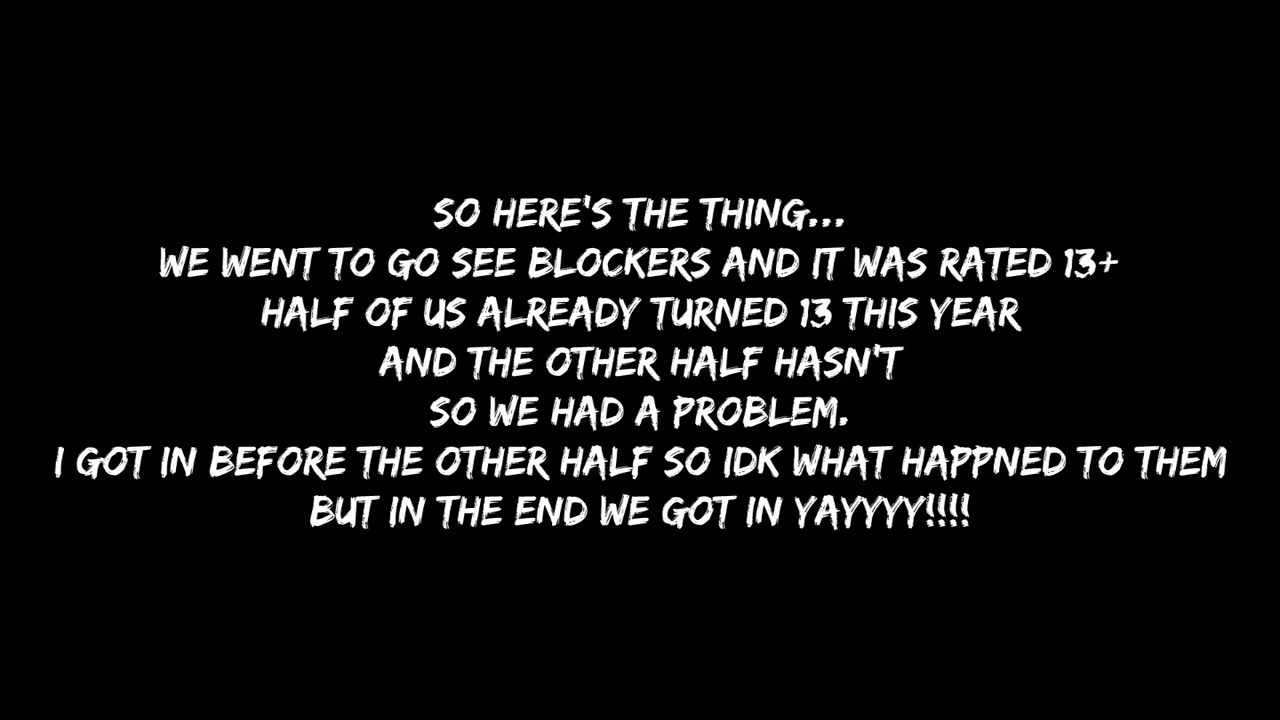 SO HERE'S THE THING...
WE WENT TO GO SEE BLOCKERS AND IT WAS RATED 13+
HALF OF US ALREADY TURNED 13 THIS YEAR
AND THE OTHER HALF HASN'T
SO WE HAD A PROBLEM.
I GOT IN BEFORE THE OTHER HALF SO IDK WHAT HAPPNED TO THEM
BUT IN THE END WE GOT IN YAYYYY!!!!